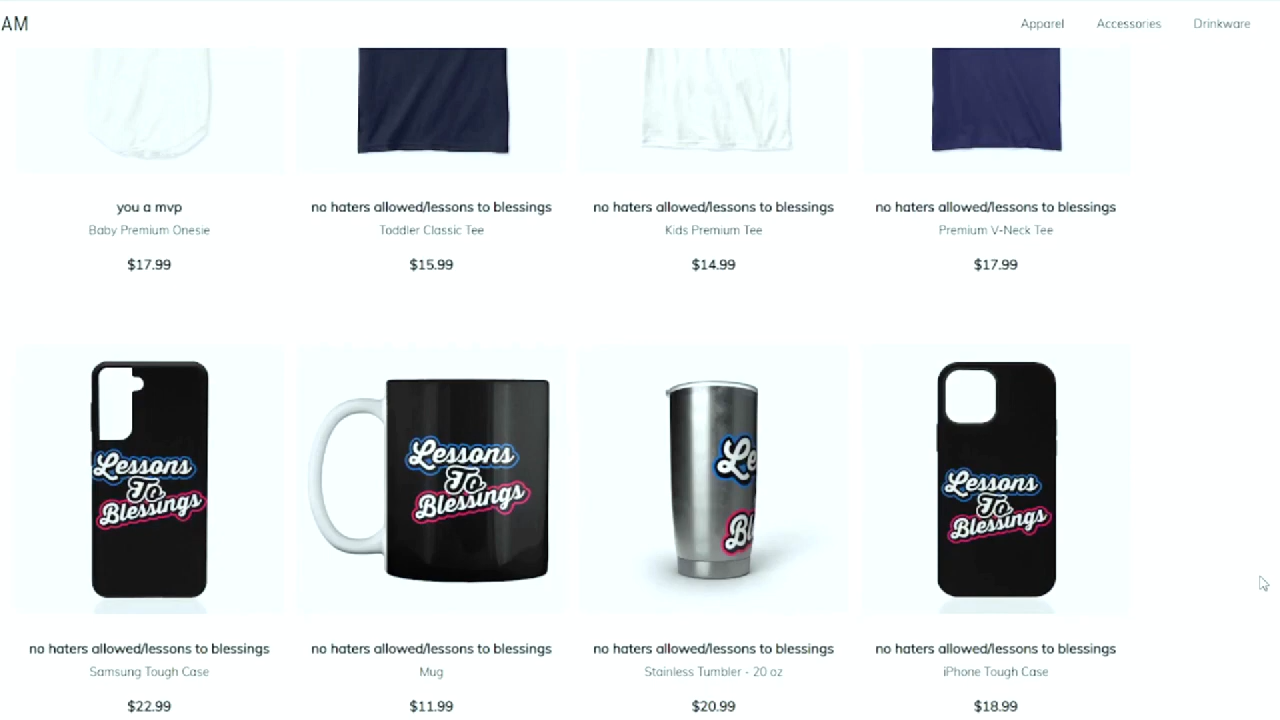 AM
Apparel Accessories Drinkware
you a mvp
Baby Premium Onesie
$17.99
no haters allowed/lessons to blessings
Toddler Classic Tee
$15.99
no haters allowed/lessons to blessings
Kids Premium Tee
$14.99
no haters allowed/lessons to blessings
Premium V-Neck Tee
$17.99
Lessons
To
Blessings
no haters allowed/lessons to blessings
Samsung Tough Case
$22.99
Lessons
To
Blessings
no haters allowed/lessons to blessings
Mug
$11.99
Le
Bl
no haters allowed/lessons to blessings
Stainless Tumbler - 20 oz
$20.99
Lessons
To
Blessings
no haters allowed/lessons to blessings
iPhone Tough Case
$18.99